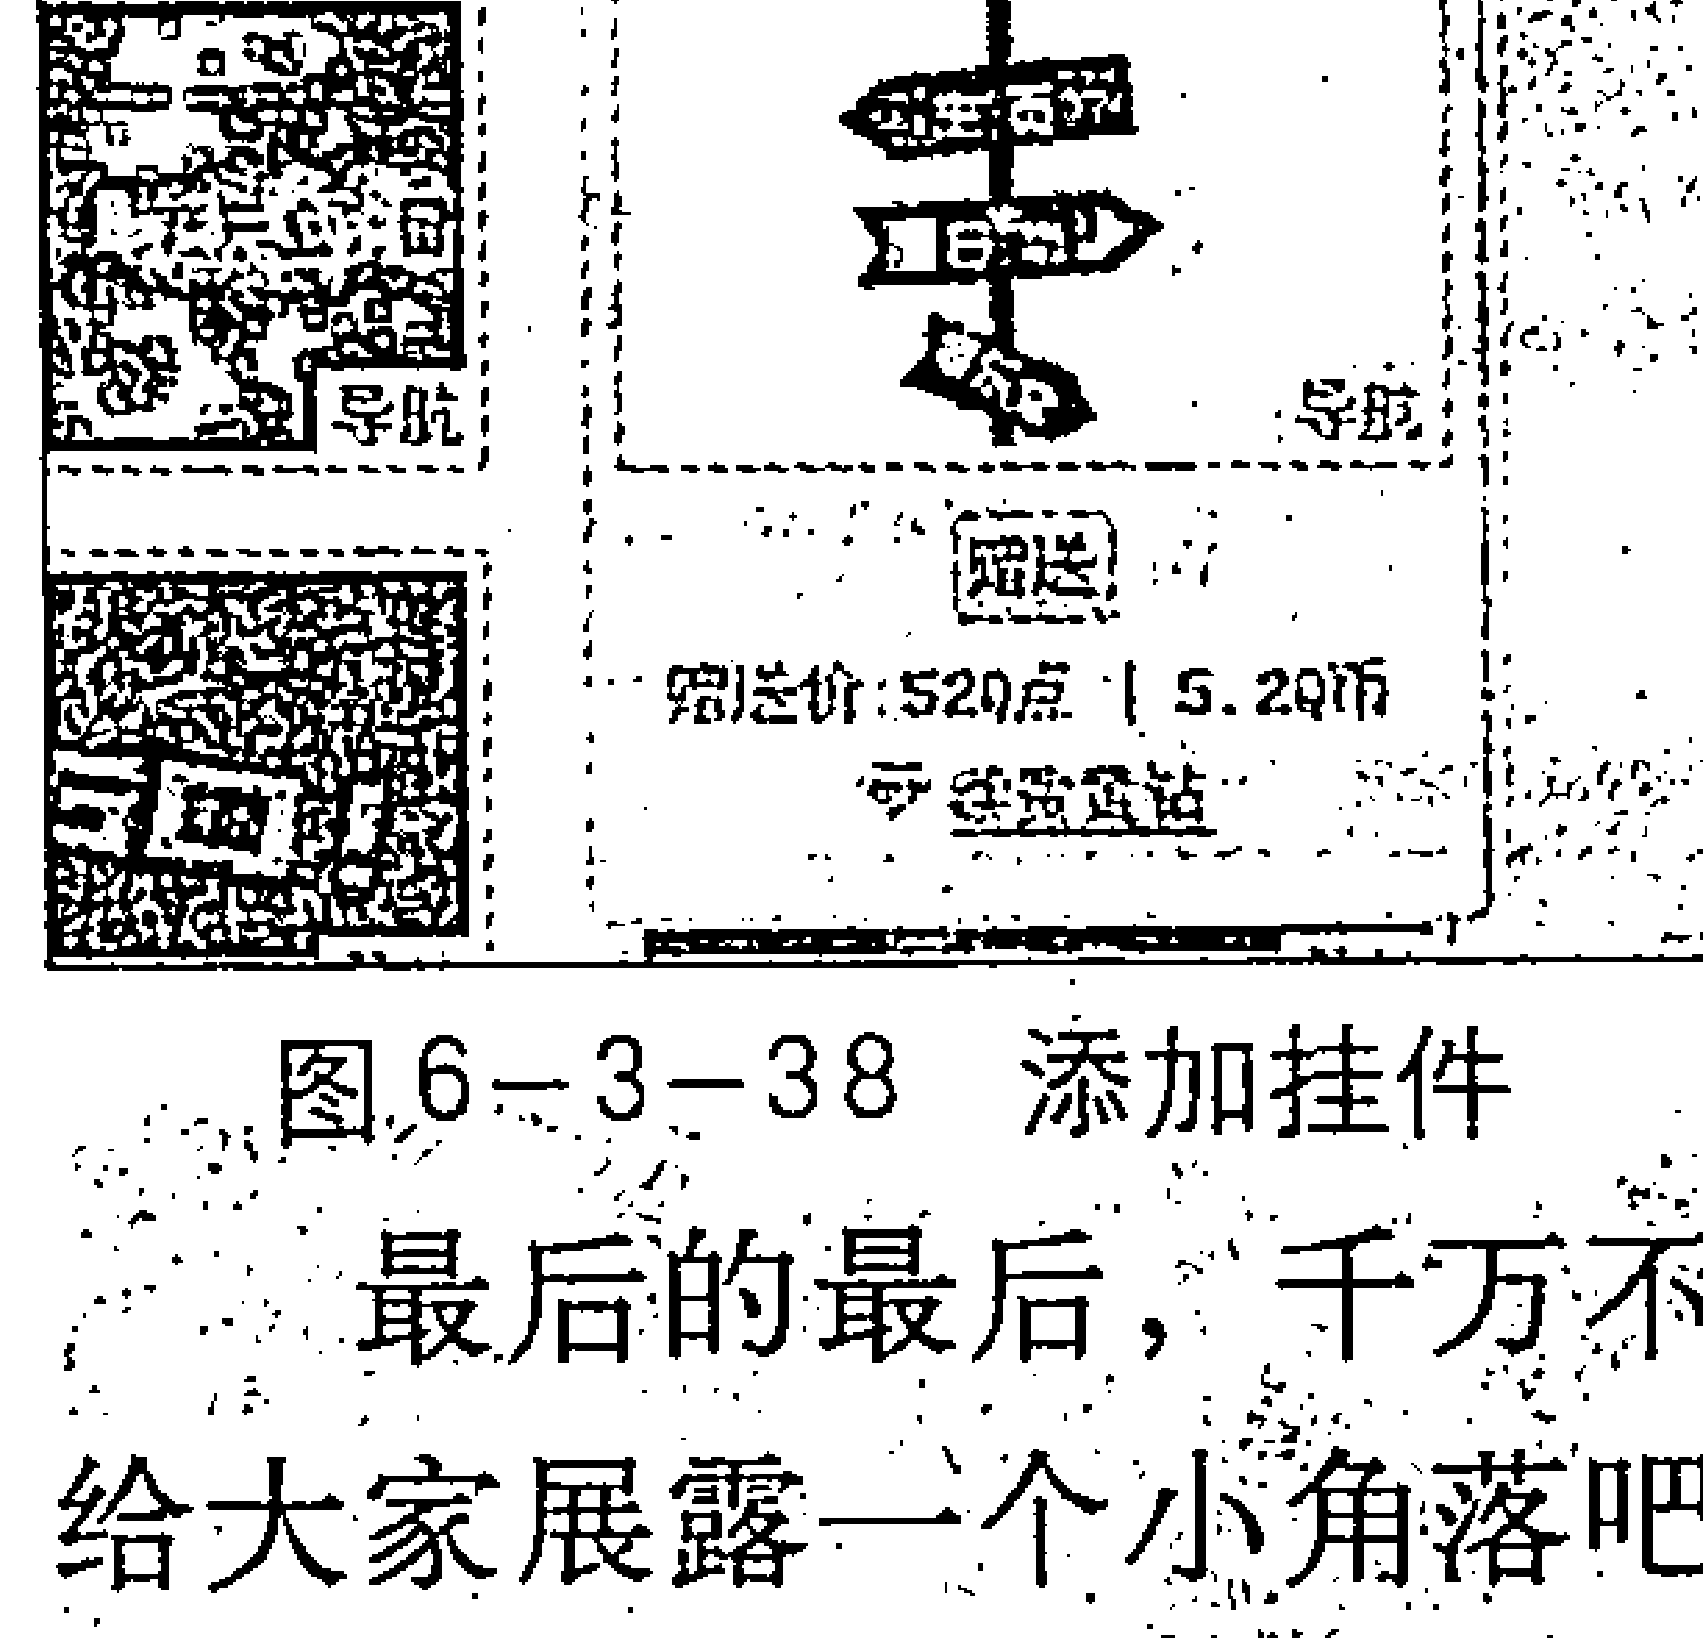 导航
导航
赠送
赠送价:520点 | 5.2Q币
图6-3-38 添加挂件
最后的最后，千万不
给大家展露一个小角落吧